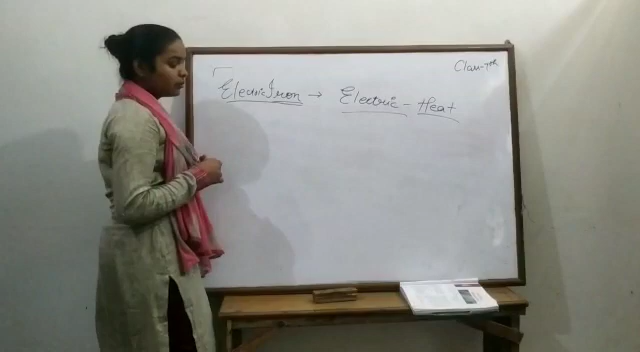 Class-7th
Electric Iron → Electric - Heat